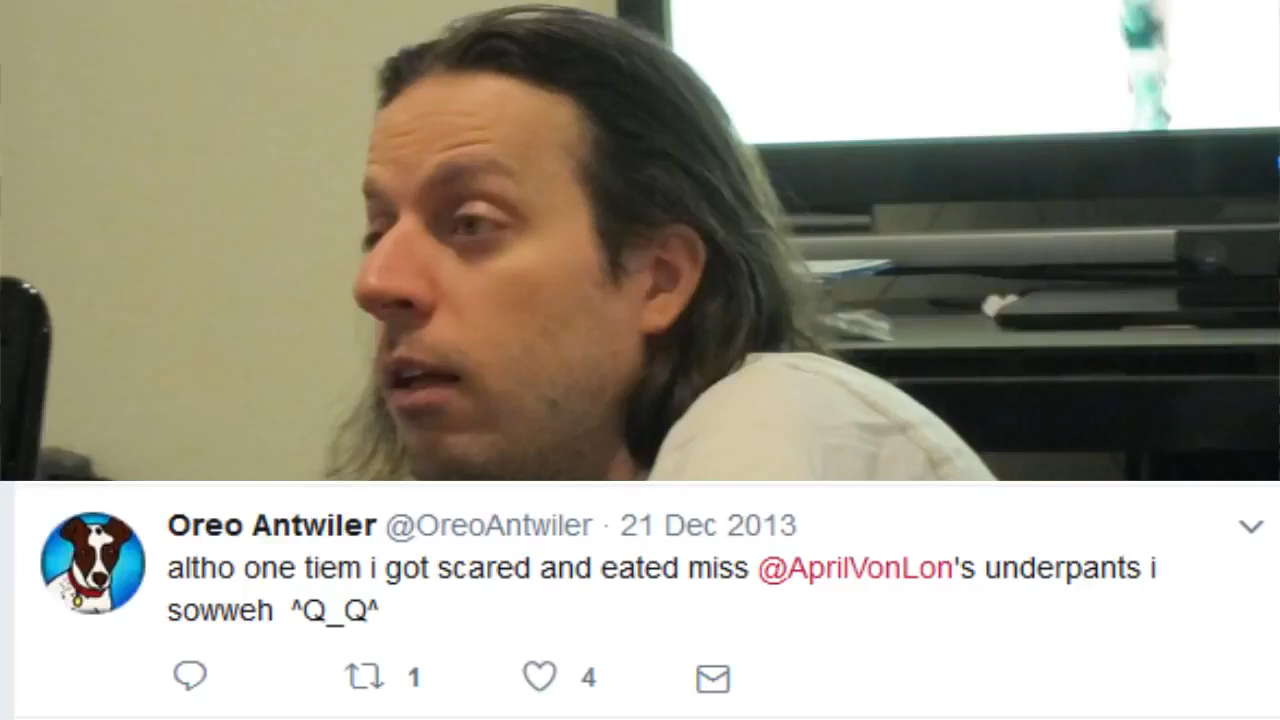 Oreo Antwiler @OreoAntwiler · 21 Dec 2013
altho one tiem i got scared and eated miss @AprilVonLon's underpants i
sowweh ^Q_Q^
1 4